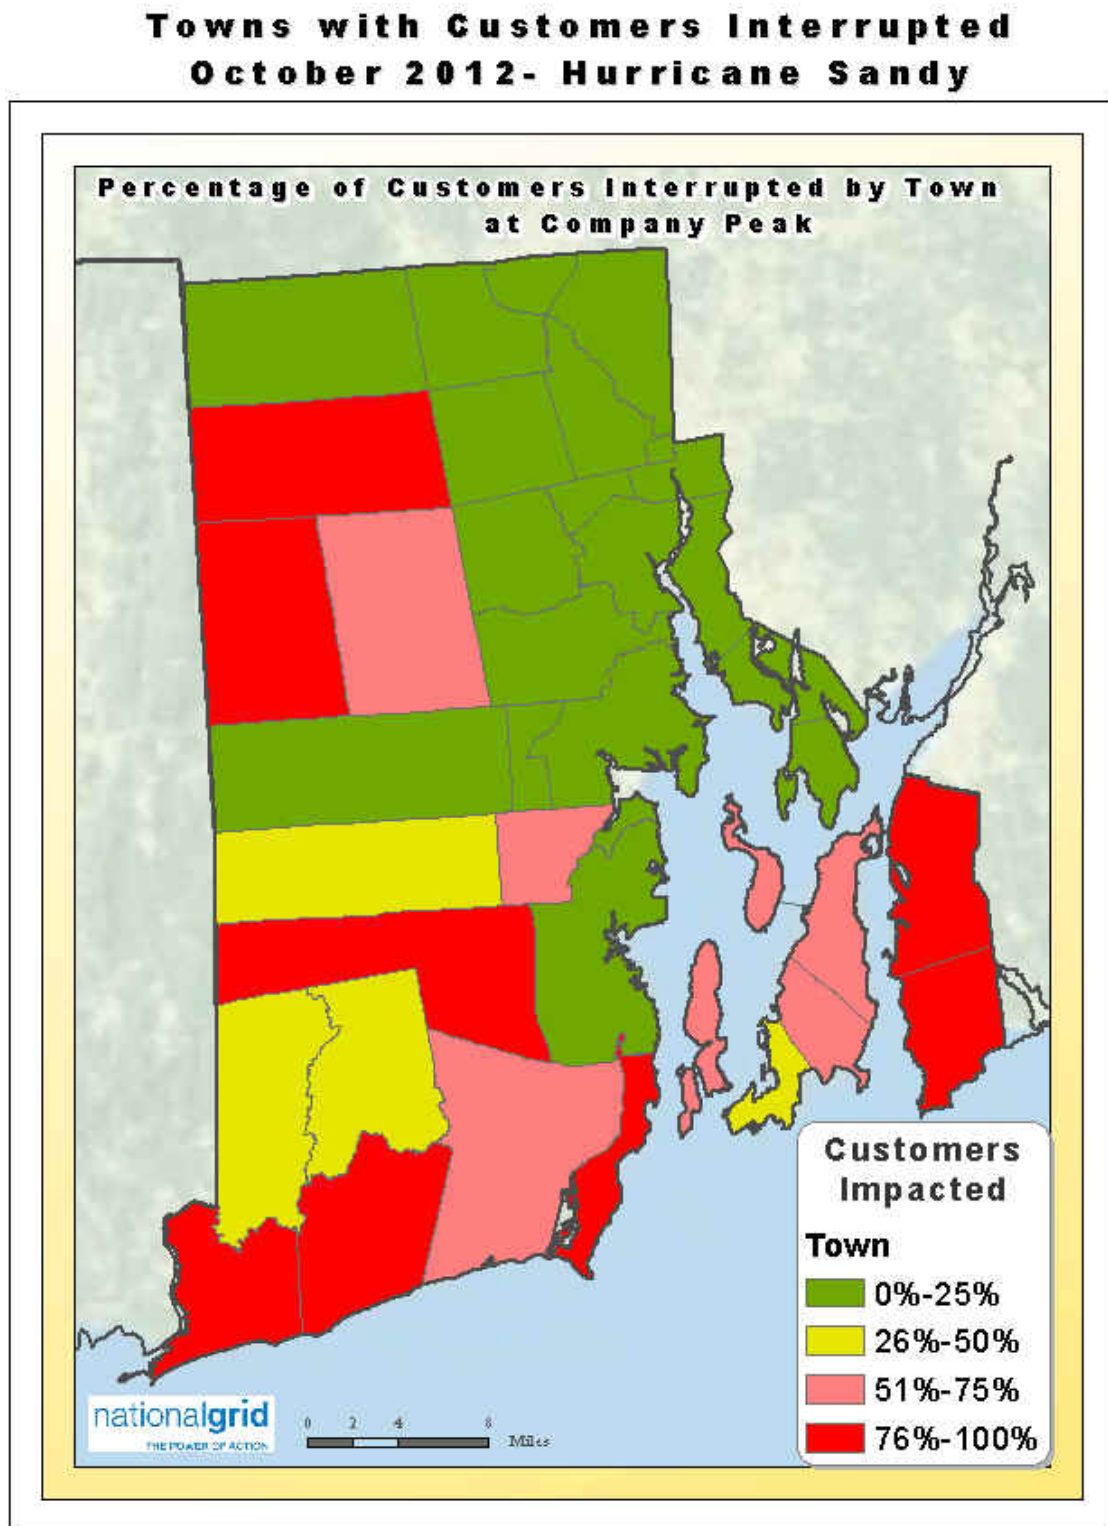 Towns with Customers Interrupted
October 2012- Hurricane Sandy
Percentage of Customers Interrupted by Town
at Company Peak
Customers
Impacted
Town
0%-25%
26%-50%
51%-75%
76%-100%
nationalgrid
THE POWER OF ACTION
0 2 4 8
Miles